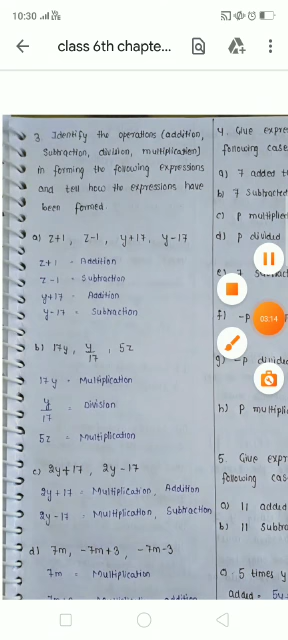 10:30
class 6th chapte...
3. Identify the operations (addition,
Subtraction, division, multiplication)
in forming the following expressions
and tell how the expressions have
been formed.
a) z+1, z-1, y+17, y-17
z+1 = Addition
z-1 = Subtraction
y+17 = Addition
y-17 = Subtraction
b) 17y, y/17, 5z
17y = Multiplication
y/17 = Division
5z = Multiplication
c) 2y+17, 2y-17
2y+17 = Multiplication, Addition
2y-17 = Multiplication, Subtraction
d) 7m, -7m+3, -7m-3
7m = Multiplication
4. Give expres
following case
a) 7 added t
b) 7 Subtracted
c) P multiplied
d) P divided
e) 7
f) -P
g) -P divided
h) P multipli
5. Give expr
following cas
a) 11 added
b) 11 Subtra
a. 5 times y
added = 5y
03:14